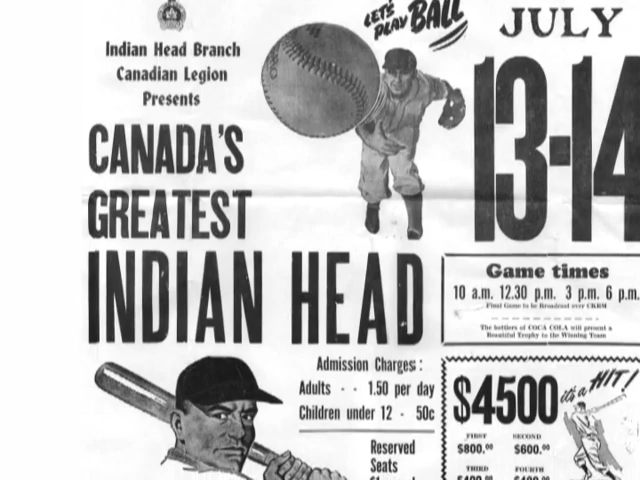 LET'S
PLAY BALL
JULY
Indian Head Branch
Canadian Legion
Presents
13-14
CANADA'S
GREATEST
INDIAN HEAD
Game times
10 a.m. 12.30 p.m. 3 p.m. 6 p.m.
Final Game to be Broadcast over CKRM
The bottlers of COCA COLA will present a
Beautiful Trophy to the Winning Team
Admission Charges:
Adults - - 1.50 per day
Children under 12 - 50c
Reserved
Seats
$4500
it's a HIT!
FIRST SECOND
$800.00 $600.00
THIRD FOURTH